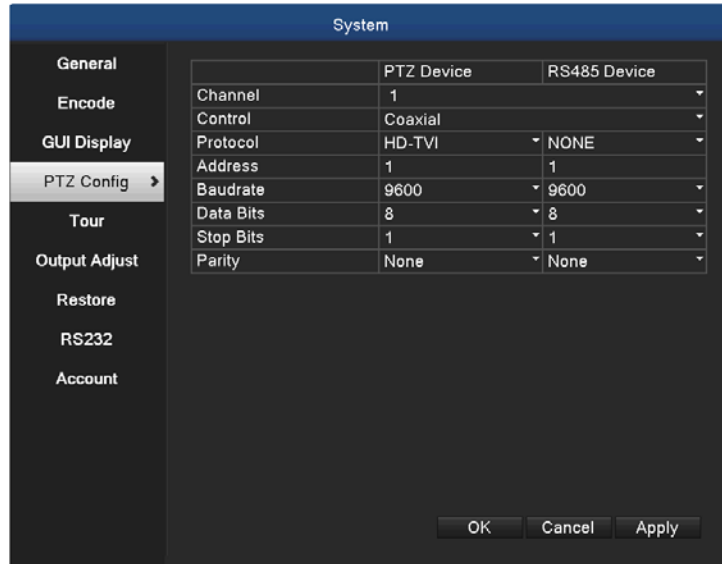 System
General
Encode
GUI Display
PTZ Config
Tour
Output Adjust
Restore
RS232
Account
PTZ Device RS485 Device
Channel 1
Control Coaxial
Protocol HD-TVI NONE
Address 1 1
Baudrate 9600 9600
Data Bits 8 8
Stop Bits 1 1
Parity None None
OK Cancel Apply